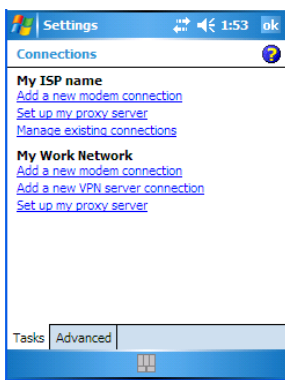 Settings 1:53 ok
Connections
My ISP name
Add a new modem connection
Set up my proxy server
Manage existing connections
My Work Network
Add a new modem connection
Add a new VPN server connection
Set up my proxy server
Tasks Advanced